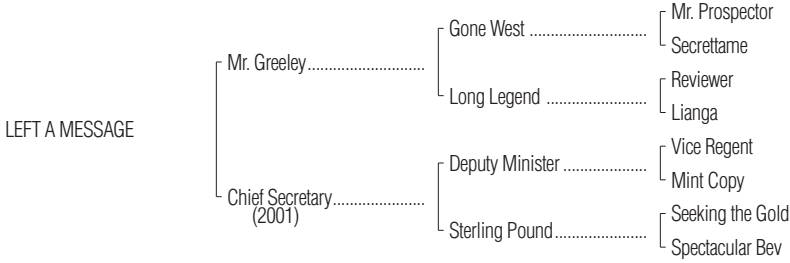 Mr. Prospector
Gone West ............................
Secrettame
Mr. Greeley............................
Reviewer
Long Legend ........................
Lianga
LEFT A MESSAGE
Vice Regent
Deputy Minister ....................
Mint Copy
Chief Secretary......................
(2001)
Seeking the Gold
Sterling Pound......................
Spectacular Bev